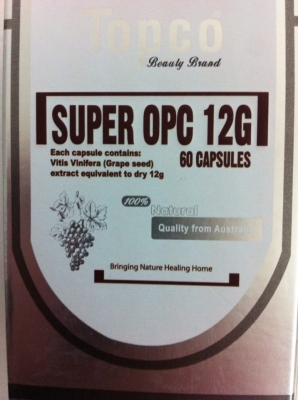 Topco
Beauty Brand
SUPER OPC 12G
Each capsule contains:
Vitis Vinifera (Grape seed)
extract equivalent to dry 12g
60 CAPSULES
100%
Natural
Quality from Australia
Bringing Nature Healing Home